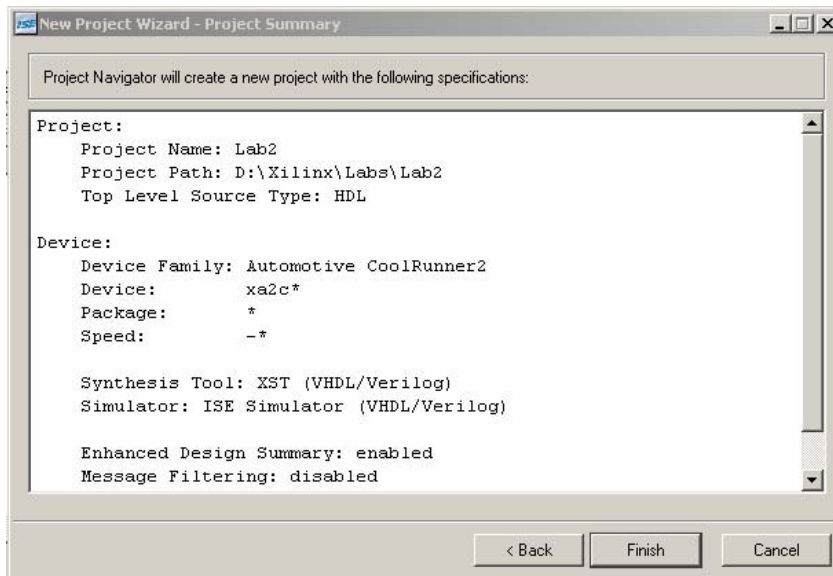 ISE New Project Wizard - Project Summary
Project Navigator will create a new project with the following specifications:
Project:
Project Name: Lab2
Project Path: D:\Xilinx\Labs\Lab2
Top Level Source Type: HDL
Device:
Device Family: Automotive CoolRunner2
Device: xa2c*
Package: *
Speed: -*
Synthesis Tool: XST (VHDL/Verilog)
Simulator: ISE Simulator (VHDL/Verilog)
Enhanced Design Summary: enabled
Message Filtering: disabled
< Back Finish Cancel